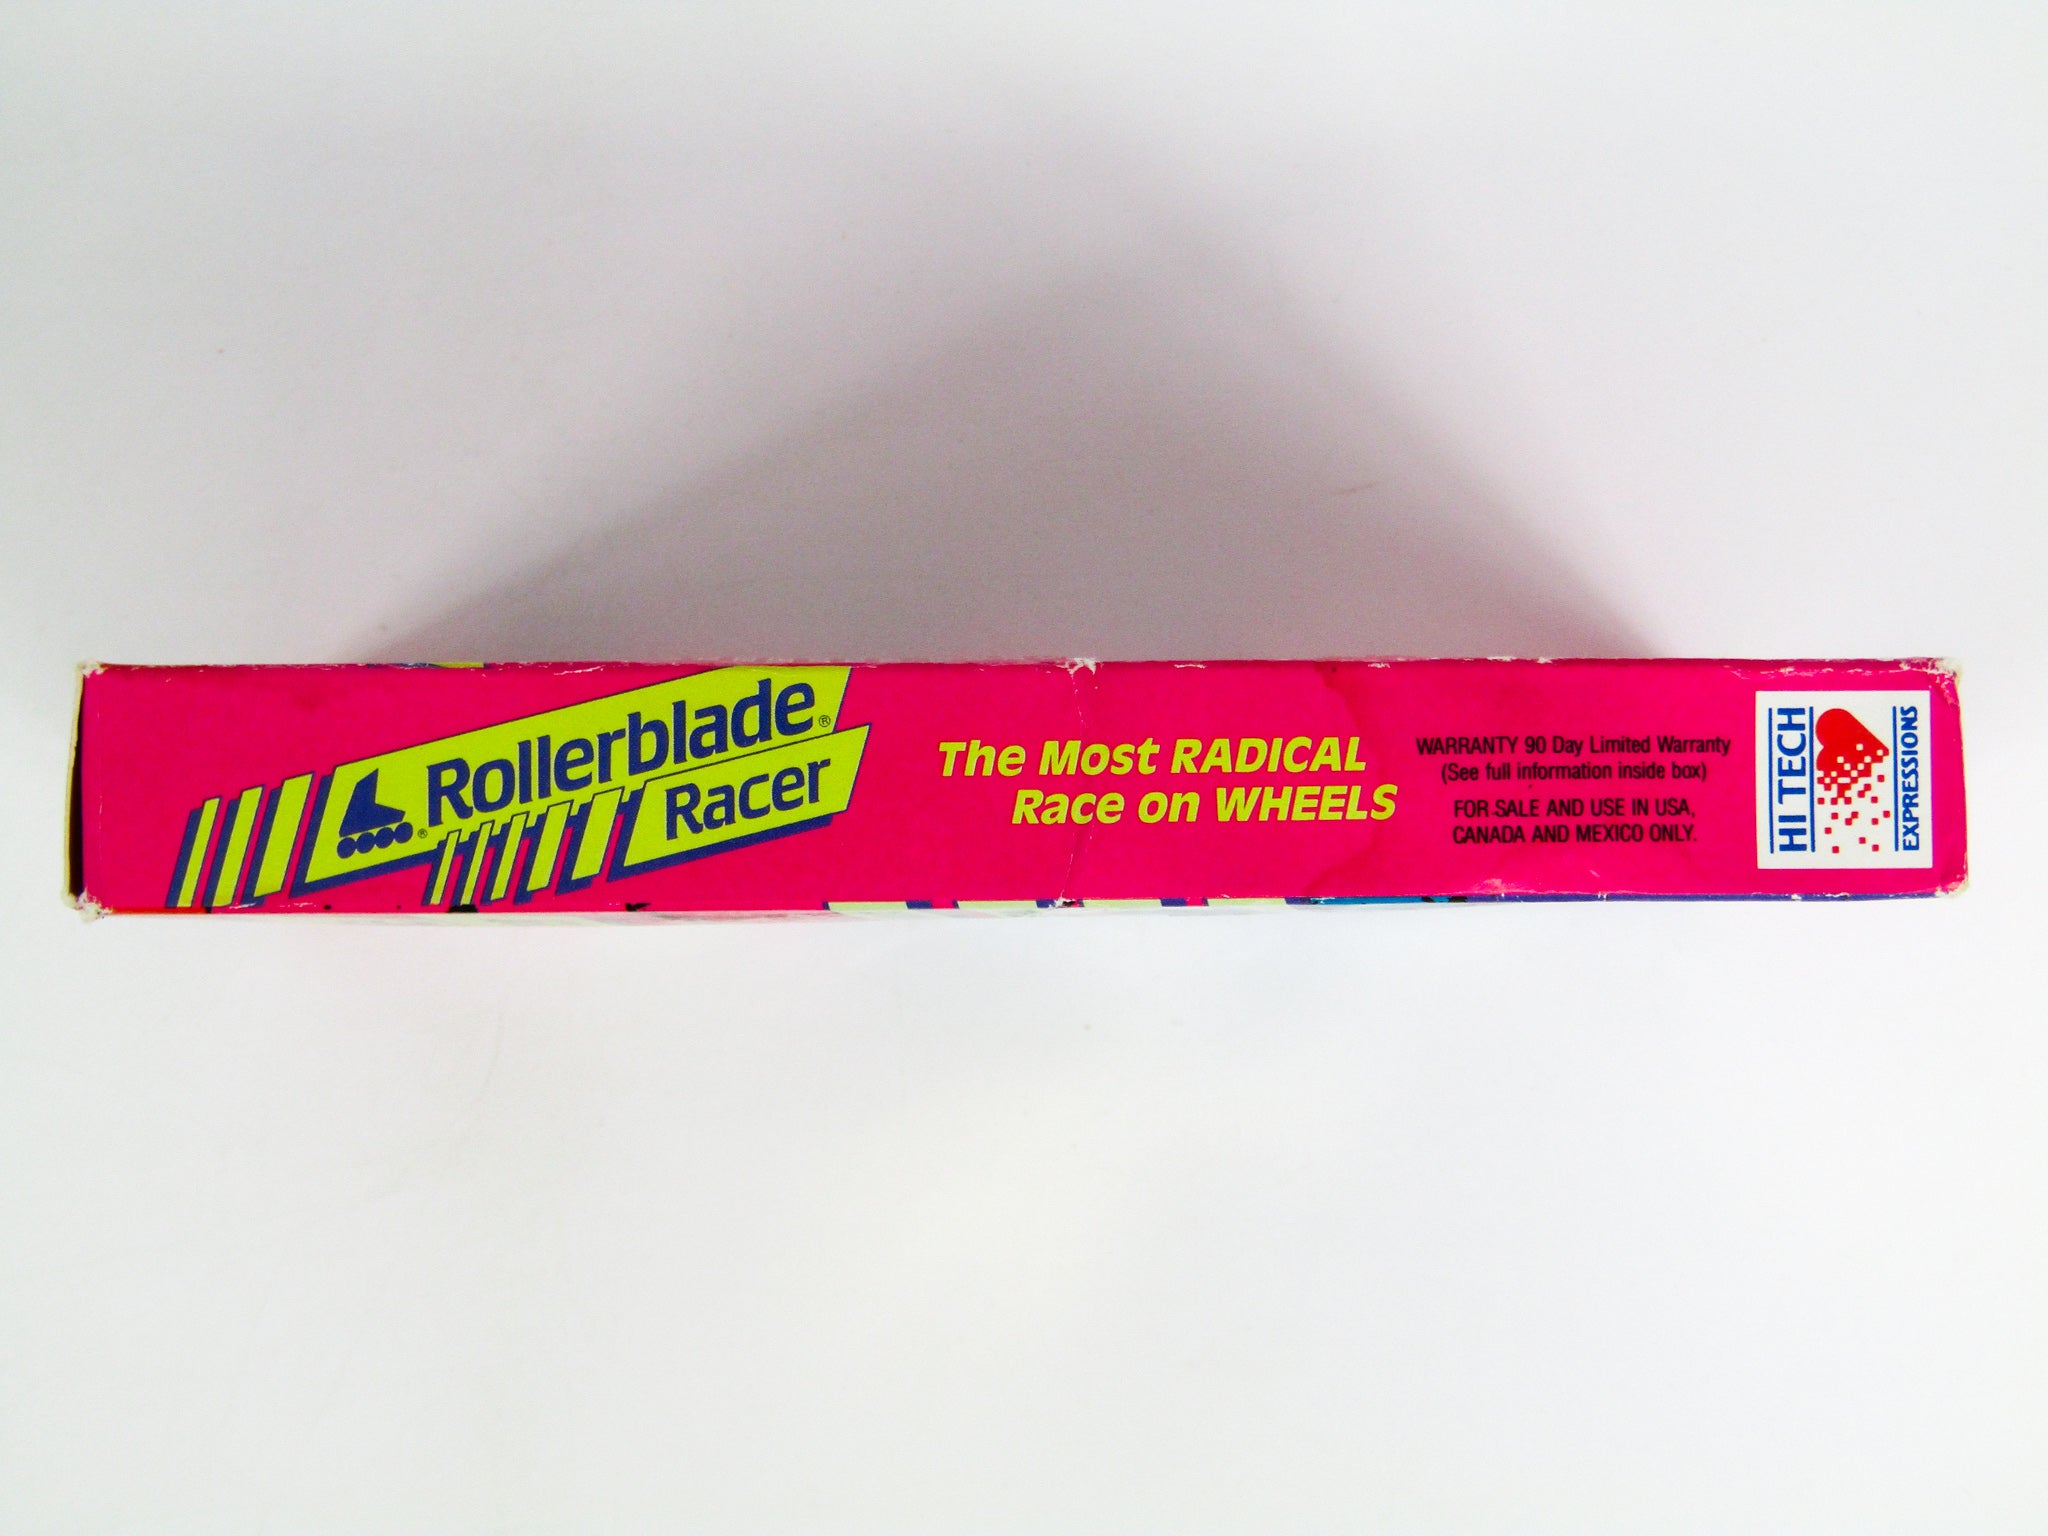 Rollerblade®
®
Racer
The Most RADICAL
Race on WHEELS
WARRANTY 90 Day Limited Warranty
(See full information inside box)
FOR SALE AND USE IN USA,
CANADA AND MEXICO ONLY.
HI TECH
EXPRESSIONS